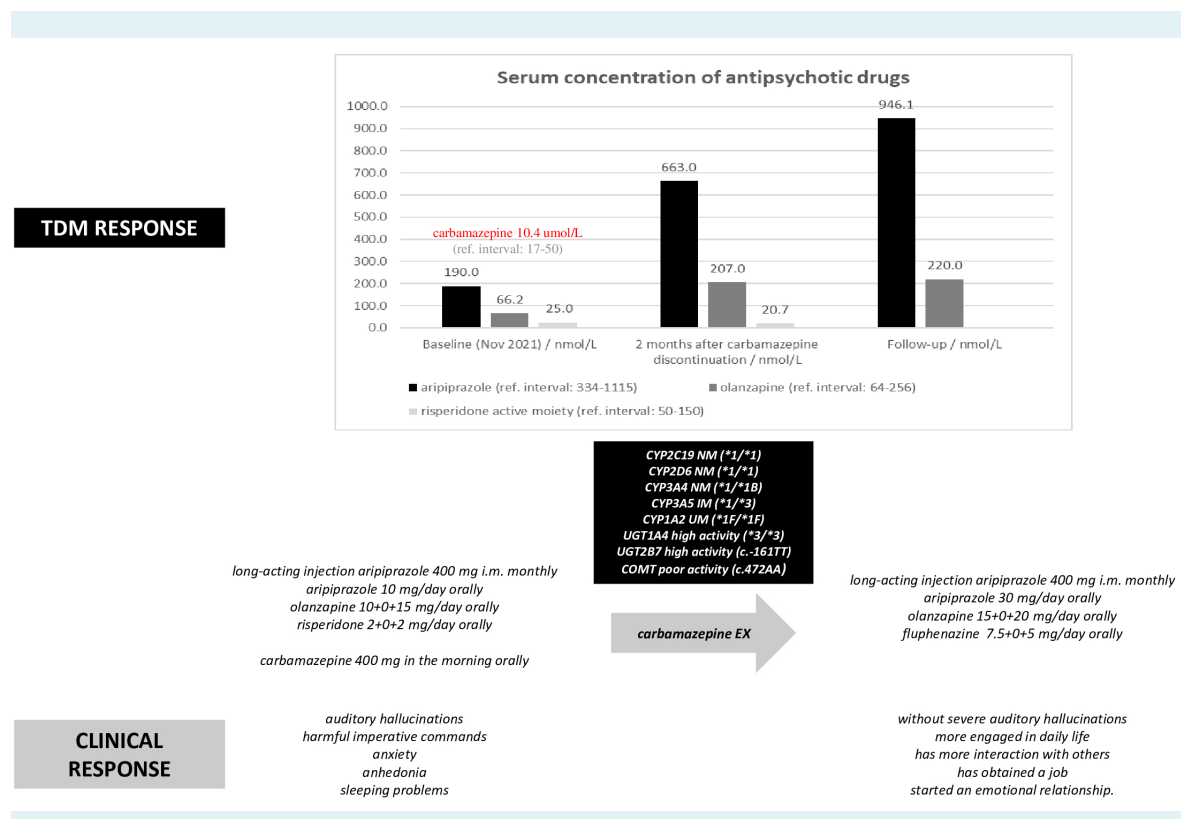 Serum concentration of antipsychotic drugs
1000.0
900.0
800.0
700.0
600.0
500.0
400.0
300.0
200.0
100.0
0.0
carbamazepine 10.4 umol/L
(ref. interval: 17-50)
190.0
66.2
25.0
663.0
207.0
20.7
946.1
220.0
Baseline (Nov 2021) / nmol/L
2 months after carbamazepine
discontinuation / nmol/L
Follow-up / nmol/L
aripiprazole (ref. interval: 334-1115)
olanzapine (ref. interval: 64-256)
risperidone active moiety (ref. interval: 50-150)
TDM RESPONSE
CYP2C19 NM (*1/*1)
CYP2D6 NM (*1/*1)
CYP3A4 NM (*1/*1B)
CYP3A5 IM (*1/*3)
CYP1A2 UM (*1F/*1F)
UGT1A4 high activity (*3/*3)
UGT2B7 high activity (c.-161TT)
COMT poor activity (c.472AA)
long-acting injection aripiprazole 400 mg i.m. monthly
aripiprazole 10 mg/day orally
olanzapine 10+0+15 mg/day orally
risperidone 2+0+2 mg/day orally
carbamazepine 400 mg in the morning orally
carbamazepine EX
long-acting injection aripiprazole 400 mg i.m. monthly
aripiprazole 30 mg/day orally
olanzapine 15+0+20 mg/day orally
fluphenazine 7.5+0+5 mg/day orally
CLINICAL
RESPONSE
auditory hallucinations
harmful imperative commands
anxiety
anhedonia
sleeping problems
without severe auditory hallucinations
more engaged in daily life
has more interaction with others
has obtained a job
started an emotional relationship.